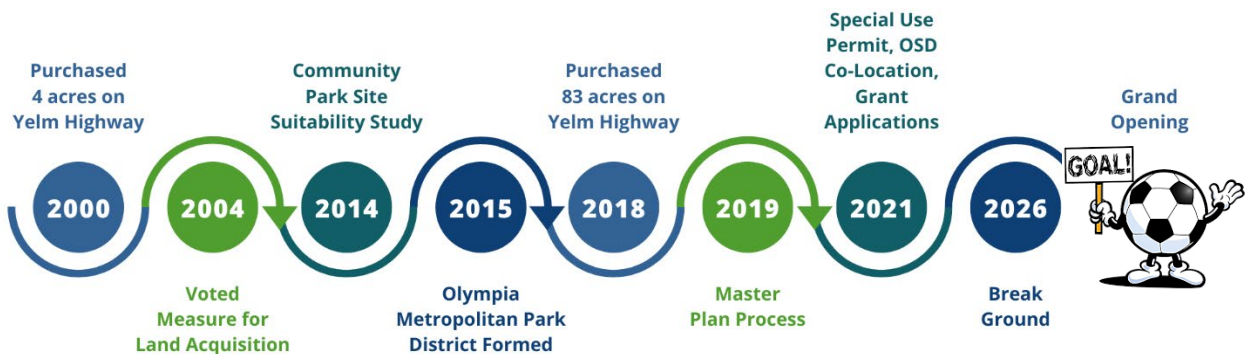 Purchased
4 acres on
Yelm Highway
2000
2004
Voted
Measure for
Land Acquisition
Community
Park Site
Suitability Study
2014
2015
Olympia
Metropolitan Park
District Formed
Purchased
83 acres on
Yelm Highway
2018
2019
Master
Plan Process
Special Use
Permit, OSD
Co-Location,
Grant
Applications
2021
2026
Break
Ground
Grand
Opening
GOAL!